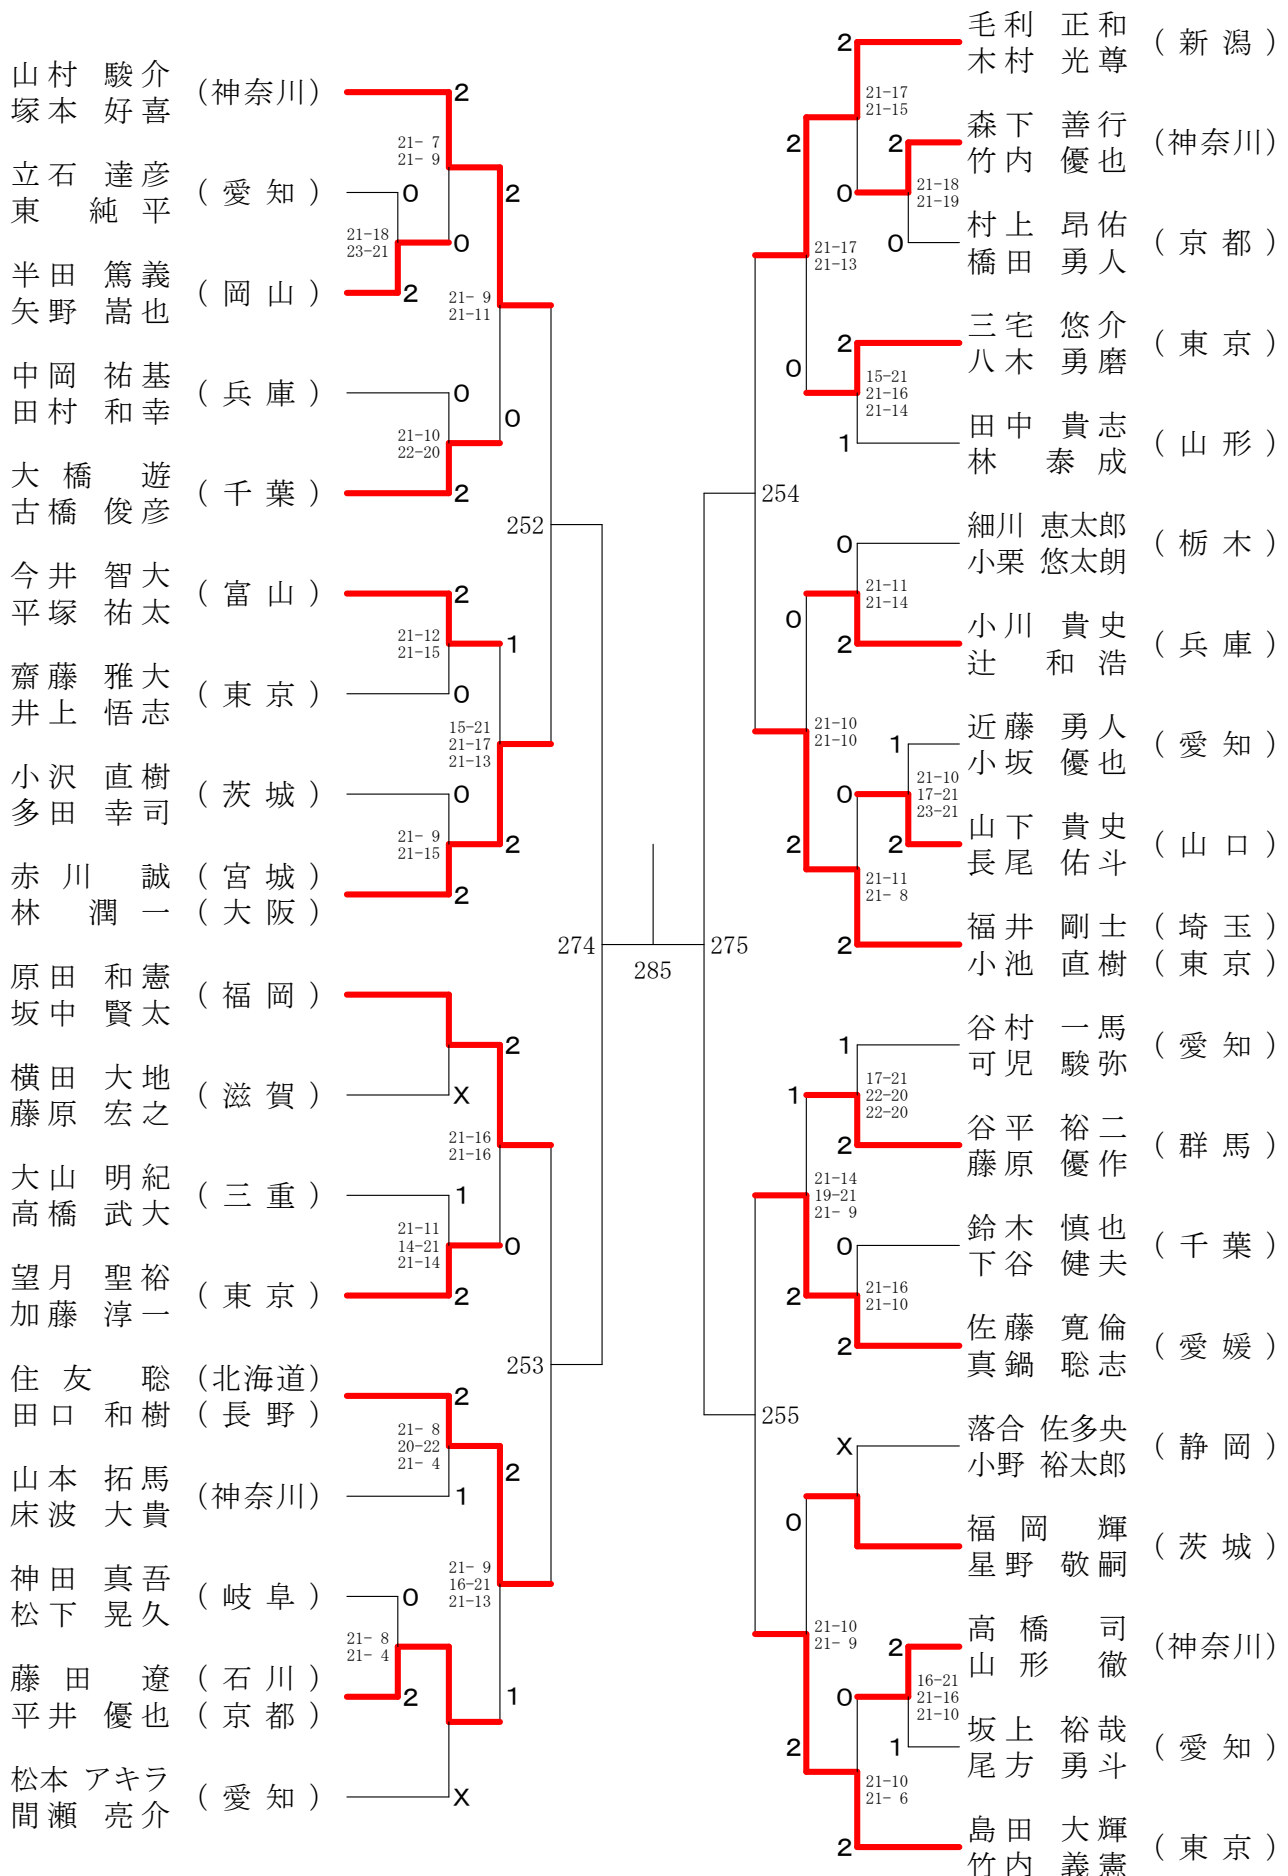 山村 駿介
塚本 好喜
(神奈川)
2
21- 7
21- 9
立石 達彦
東 純平
(愛知)
0
2
21-18
23-21
0
半田 篤義
矢野 嵩也
(岡山)
2
21- 9
21-11
中岡 祐基
田村 和幸
(兵庫)
0
0
21-10
22-20
大橋 遊
古橋 俊彦
(千葉)
2
252
今井 智大
平塚 祐太
(富山)
2
21-12
21-15
1
齋藤 雅大
井上 悟志
(東京)
0
15-21
21-17
21-13
小沢 直樹
多田 幸司
(茨城)
0
21- 9
21-15
2
赤川 誠
林 潤一
(宮城)
(大阪)
2
274
285
275
原田 和憲
坂中 賢太
(福岡)
2
横田 大地
藤原 宏之
(滋賀)
X
21-16
21-16
大山 明紀
高橋 武大
(三重)
1
21-11
14-21
21-14
0
望月 聖裕
加藤 淳一
(東京)
2
253
住友 聡
田口 和樹
(北海道)
(長野)
2
21- 8
20-22
21- 4
2
山本 拓馬
床波 大貴
(神奈川)
1
21- 9
16-21
21-13
神田 真吾
松下 晃久
(岐阜)
0
21- 8
21- 4
藤田 遼
平井 優也
(石川)
(京都)
2
1
松本 アキラ
間瀬 亮介
(愛知)
X
2
毛利 正和
木村 光尊
(新潟)
21-17
21-15
2
2
森下 善行
竹内 優也
(神奈川)
0
21-18
21-19
0
村上 昂佑
橋田 勇人
(京都)
21-17
21-13
2
三宅 悠介
八木 勇磨
(東京)
0
15-21
21-16
21-14
1
田中 貴志
林 泰成
(山形)
254
0
細川 恵太郎
小栗 悠太朗
(栃木)
21-11
21-14
0
2
小川 貴史
辻 和浩
(兵庫)
21-10
21-10
1
近藤 勇人
小坂 優也
(愛知)
0
21-10
17-21
23-21
2
2
山下 貴史
長尾 佑斗
(山口)
21-11
21- 8
2
福井 剛士
小池 直樹
(埼玉)
(東京)
1
谷村 一馬
可児 駿弥
(愛知)
17-21
22-20
22-20
1
2
谷平 裕二
藤原 優作
(群馬)
21-14
19-21
21- 9
0
鈴木 慎也
下谷 健夫
(千葉)
2
21-16
21-10
2
佐藤 寛倫
真鍋 聡志
(愛媛)
255
X
落合 佐多央
小野 裕太郎
(静岡)
0
福岡 輝
星野 敬嗣
(茨城)
21-10
21- 9
2
高橋 司
山形 徹
(神奈川)
0
16-21
21-16
21-10
2
1
坂上 裕哉
尾方 勇斗
(愛知)
21-10
21- 6
2
島田 大輝
竹内 義憲
(東京)